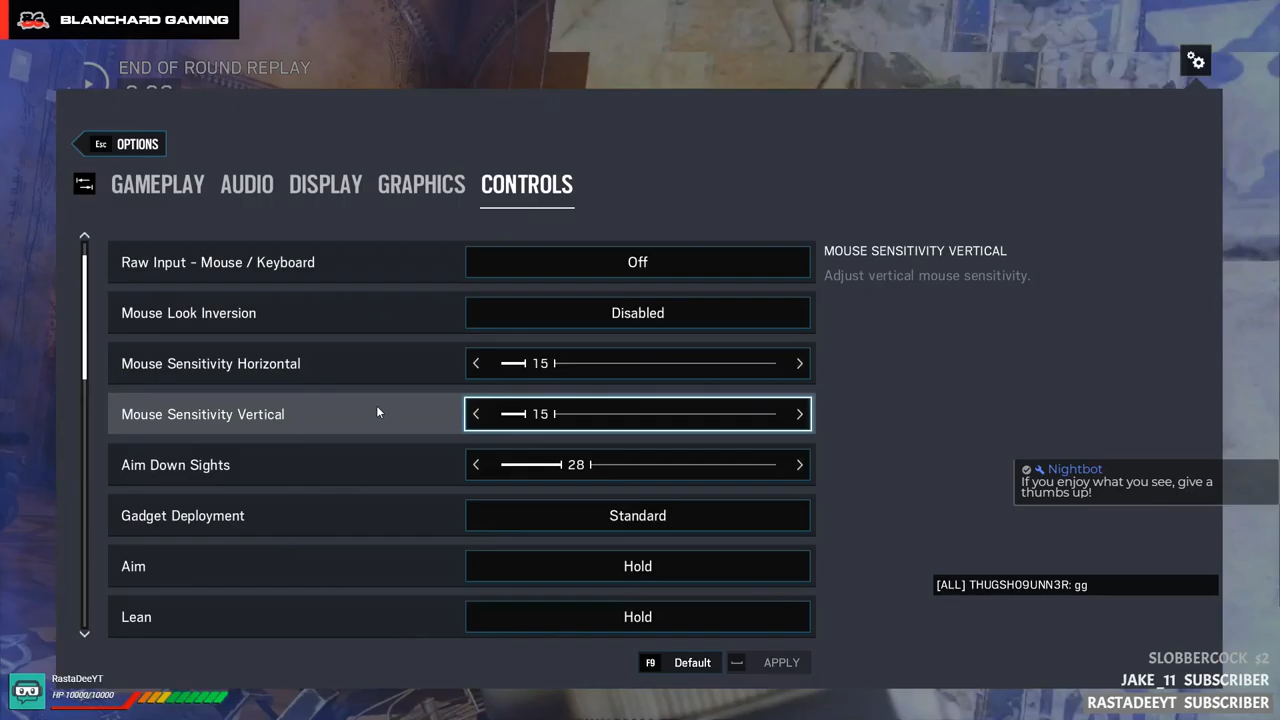 BLANCHARD GAMING
END OF ROUND REPLAY
Esc OPTIONS
GAMEPLAY AUDIO DISPLAY GRAPHICS CONTROLS
Raw Input - Mouse / Keyboard Off
Mouse Look Inversion Disabled
Mouse Sensitivity Horizontal 15
Mouse Sensitivity Vertical 15
Aim Down Sights 28
Gadget Deployment Standard
Aim Hold
Lean Hold
MOUSE SENSITIVITY VERTICAL
Adjust vertical mouse sensitivity.
Nightbot
If you enjoy what you see, give a
thumbs up!
[ALL] THUGSH09UNN3R: gg
F9 Default APPLY
SLOBBERCOCK $2
JAKE_11 SUBSCRIBER
RASTADEEYT SUBSCRIBER
RastaDeeYT
HP 10000/10000